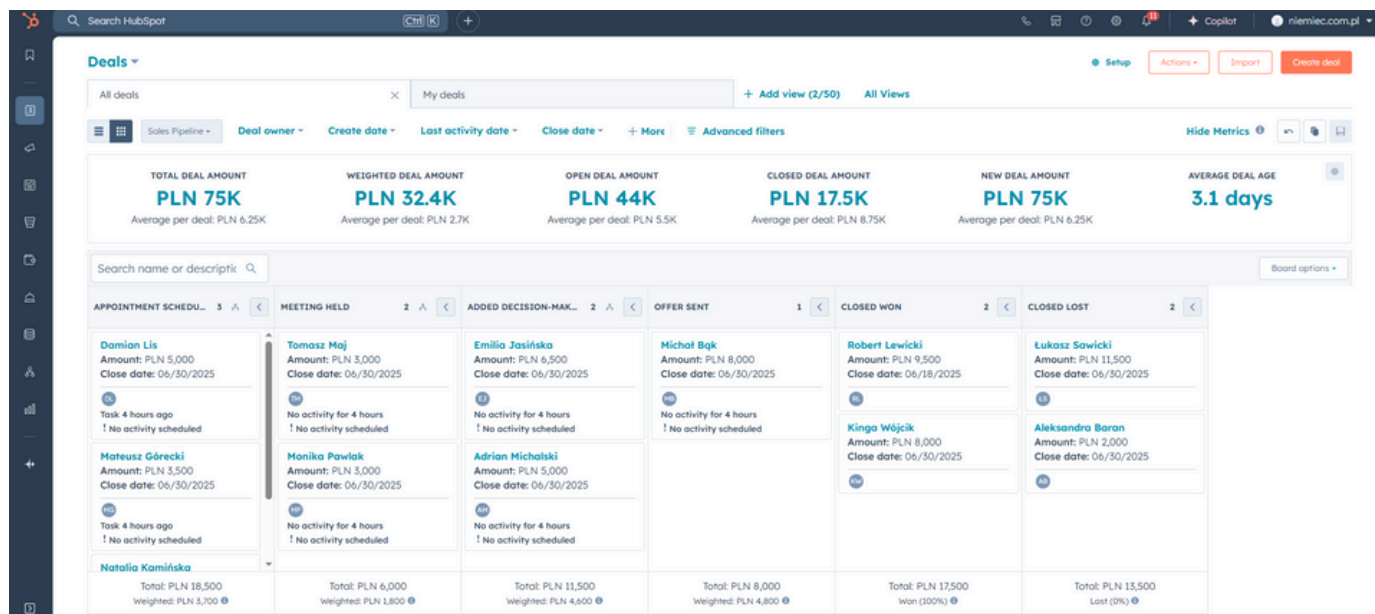 Search HubSpot Ctrl K +
11
Copilot niemiec.com.pl
Deals
Setup Actions Import Create deal
All deals My deals + Add view (2/50) All Views
Sales Pipeline Deal owner Create date Last activity date Close date + More Advanced filters Hide Metrics
TOTAL DEAL AMOUNT
PLN 75K
Average per deal: PLN 6.25K
WEIGHTED DEAL AMOUNT
PLN 32.4K
Average per deal: PLN 2.7K
OPEN DEAL AMOUNT
PLN 44K
Average per deal: PLN 5.5K
CLOSED DEAL AMOUNT
PLN 17.5K
Average per deal: PLN 8.75K
NEW DEAL AMOUNT
PLN 75K
Average per deal: PLN 6.25K
AVERAGE DEAL AGE
3.1 days
Search name or descriptic
Board options
APPOINTMENT SCHEDU... 3
Damian Lis
Amount: PLN 5,000
Close date: 06/30/2025
DL
Task 4 hours ago
! No activity scheduled
Mateusz Górecki
Amount: PLN 3,500
Close date: 06/30/2025
MG
Task 4 hours ago
! No activity scheduled
Natalia Kamińska
Total: PLN 18,500
Weighted: PLN 3,700
MEETING HELD 2
Tomasz Maj
Amount: PLN 3,000
Close date: 06/30/2025
TM
No activity for 4 hours
! No activity scheduled
Monika Pawlak
Amount: PLN 3,000
Close date: 06/30/2025
MP
No activity for 4 hours
! No activity scheduled
Total: PLN 6,000
Weighted: PLN 1,800
ADDED DECISION-MAK... 2
Emilia Jasińska
Amount: PLN 6,500
Close date: 06/30/2025
EJ
No activity for 4 hours
! No activity scheduled
Adrian Michalski
Amount: PLN 5,000
Close date: 06/30/2025
AM
No activity for 4 hours
! No activity scheduled
Total: PLN 11,500
Weighted: PLN 4,600
OFFER SENT 1
Michał Bąk
Amount: PLN 8,000
Close date: 06/30/2025
MB
No activity for 4 hours
! No activity scheduled
Total: PLN 8,000
Weighted: PLN 4,800
CLOSED WON 2
Robert Lewicki
Amount: PLN 9,500
Close date: 06/18/2025
RL
Kinga Wójcik
Amount: PLN 8,000
Close date: 06/30/2025
KW
Total: PLN 17,500
Won (100%)
CLOSED LOST 2
Łukasz Sawicki
Amount: PLN 11,500
Close date: 06/30/2025
ŁS
Aleksandra Baran
Amount: PLN 2,000
Close date: 06/30/2025
AB
Total: PLN 13,500
Lost (0%)